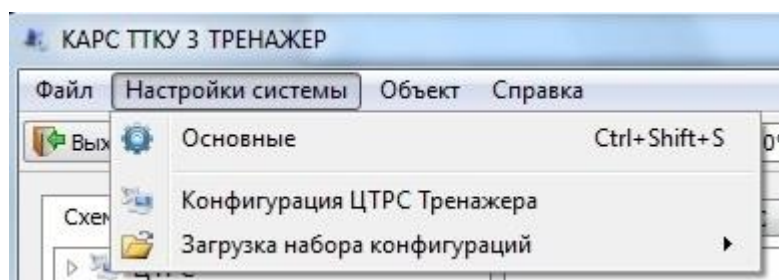 КАРС ТТКУ 3 ТРЕНАЖЕР
Файл Настройки системы Объект Справка
Основные Ctrl+Shift+S
Конфигурация ЦТРС Тренажера
Загрузка набора конфигураций